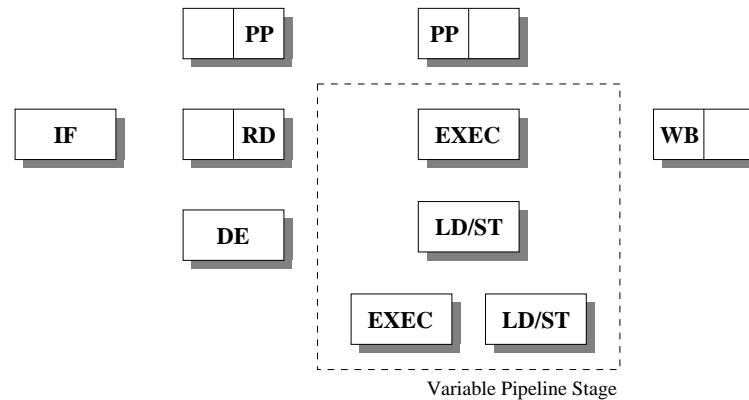 PP PP
IF RD EXEC WB
DE LD/ST
EXEC LD/ST
Variable Pipeline Stage